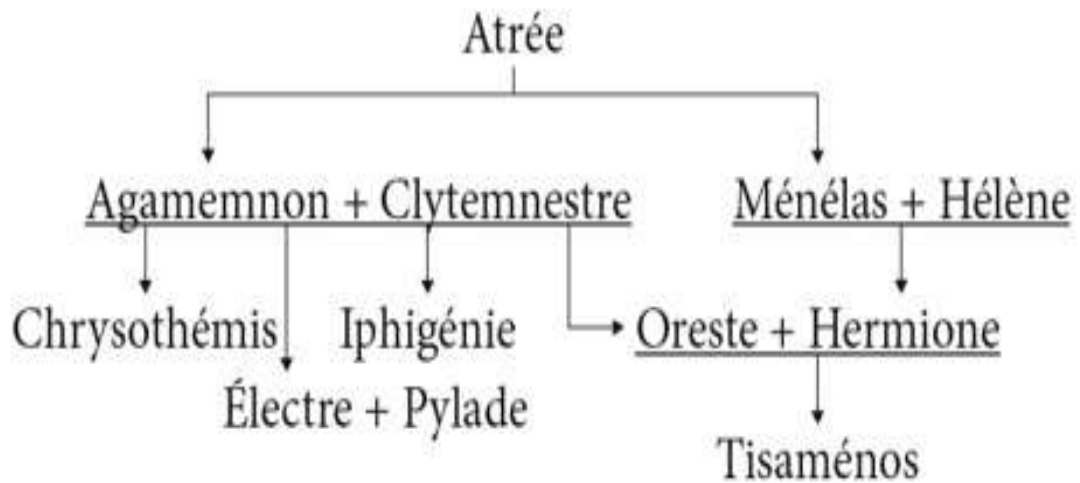 Atrée
Agamemnon + Clytemnestre Ménélas + Hélène
Chrysothémis Iphigénie Oreste + Hermione
Électre + Pylade
Tisaménos